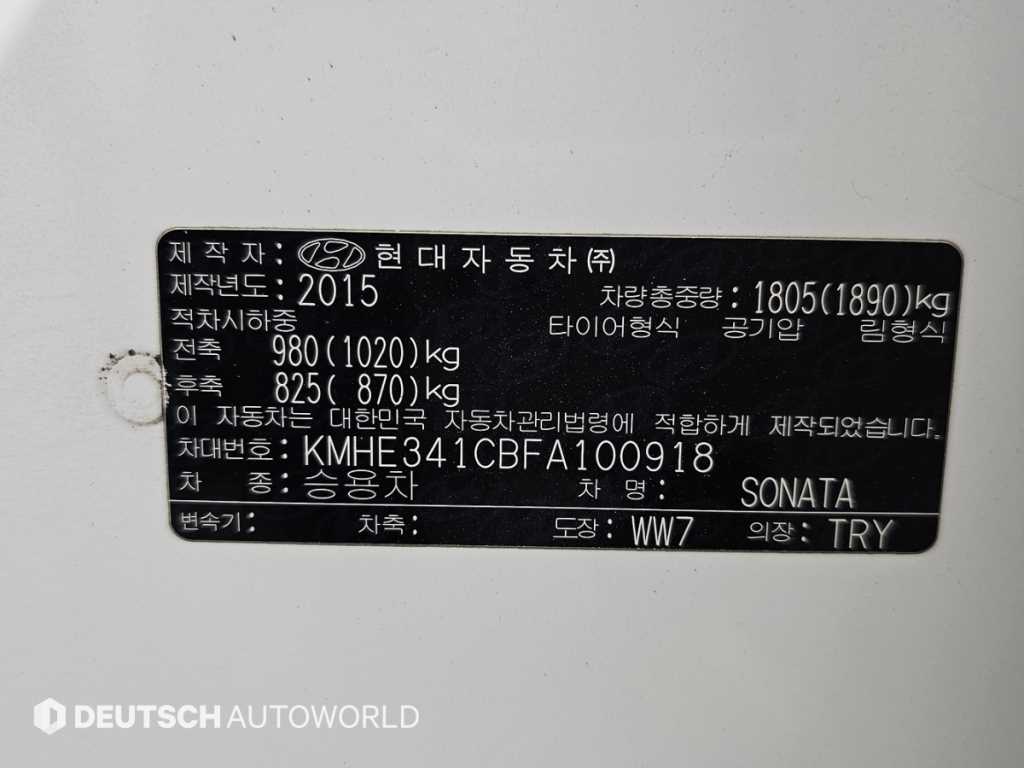 제 작 자 : 현 대 자 동 차 ㈜
제작년도 : 2015 차량총중량 : 1805(1890)kg
적차시하중 타이어형식 공기압 림형식
전축 980(1020)kg
후축 825( 870)kg
이 자동차는 대한민국 자동차관리법령에 적합하게 제작되었습니다.
차대번호 : KMHE341CBFA100918
차 종 : 승용차 차 명 : SONATA
변속기 : 차축 : 도장 : WW7 의장 : TRY
DEUTSCH AUTOWORLD